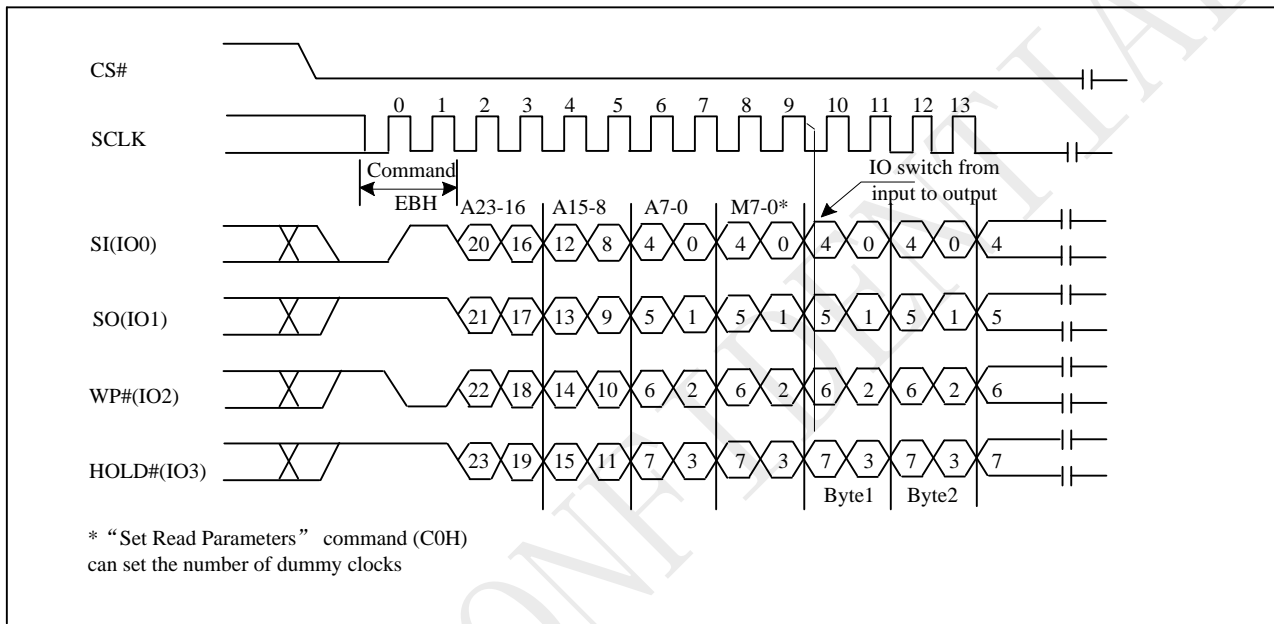 CS#
0 1 2 3 4 5 6 7 8 9 10 11 12 13
SCLK
Command
EBH
IO switch from
input to output
A23-16 A15-8 A7-0 M7-0*
SI(IO0) 20 16 12 8 4 0 4 0 4 0 4 0 4
SO(IO1) 21 17 13 9 5 1 5 1 5 1 5 1 5
WP#(IO2) 22 18 14 10 6 2 6 2 6 2 6 2 6
HOLD#(IO3) 23 19 15 11 7 3 7 3 7 3 7 3 7
Byte1 Byte2
* “Set Read Parameters” command (C0H)
can set the number of dummy clocks
CONFIDENTIAL